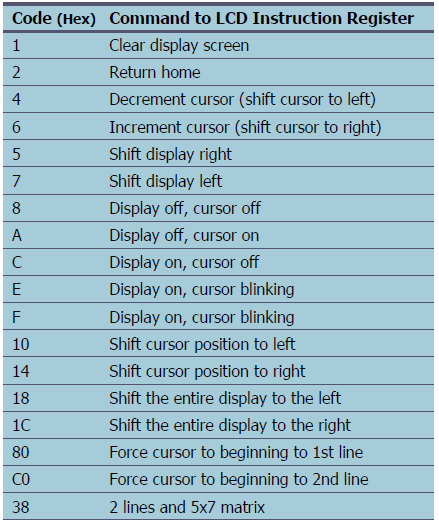 Code (Hex) Command to LCD Instruction Register
1 Clear display screen
2 Return home
4 Decrement cursor (shift cursor to left)
6 Increment cursor (shift cursor to right)
5 Shift display right
7 Shift display left
8 Display off, cursor off
A Display off, cursor on
C Display on, cursor off
E Display on, cursor blinking
F Display on, cursor blinking
10 Shift cursor position to left
14 Shift cursor position to right
18 Shift the entire display to the left
1C Shift the entire display to the right
80 Force cursor to beginning to 1st line
C0 Force cursor to beginning to 2nd line
38 2 lines and 5x7 matrix